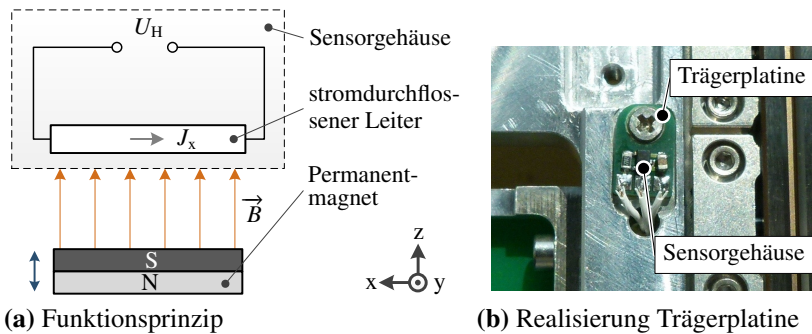 U_H
Sensorgehäuse
stromdurchflos-
sener Leiter
J_x
Permanent-
magnet
B
S
N
z
x
y
(a) Funktionsprinzip
Trägerplatine
Sensorgehäuse
(b) Realisierung Trägerplatine